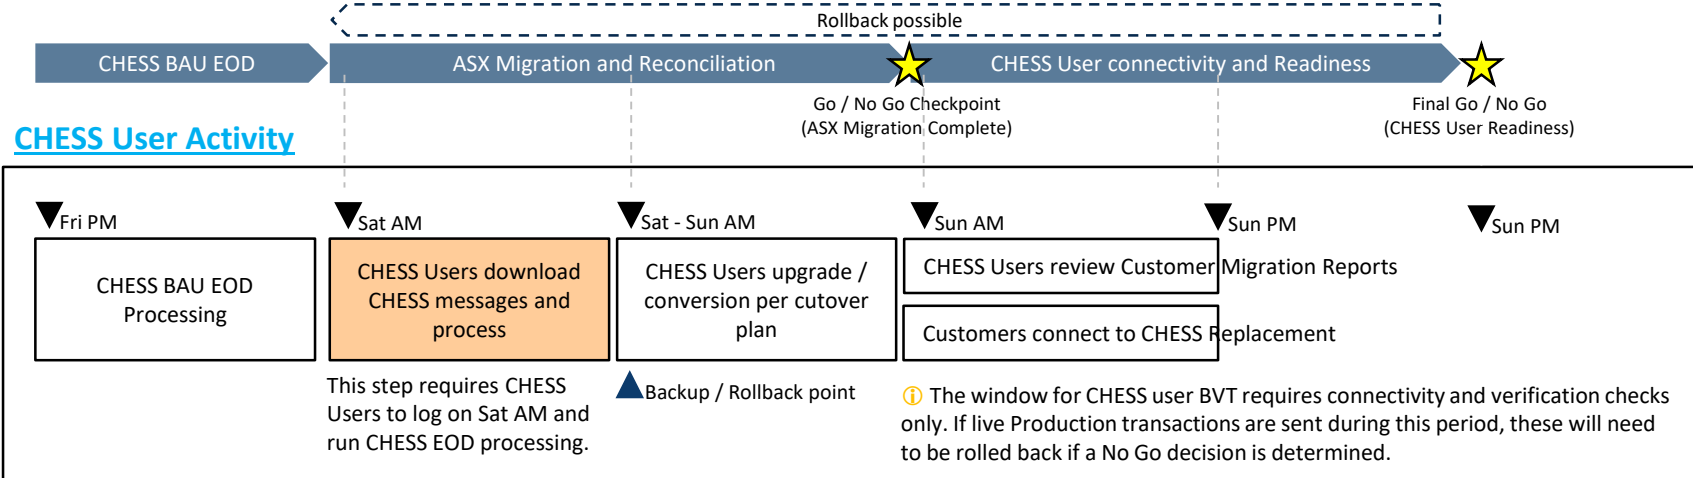 Rollback possible
CHESS BAU EOD
ASX Migration and Reconciliation
CHESS User connectivity and Readiness
Go / No Go Checkpoint
(ASX Migration Complete)
Final Go / No Go
(CHESS User Readiness)
CHESS User Activity
Fri PM
Sat AM
Sat - Sun AM
Sun AM
Sun PM
Sun PM
CHESS BAU EOD
Processing
CHESS Users download
CHESS messages and
process
CHESS Users upgrade /
conversion per cutover
plan
CHESS Users review Customer Migration Reports
Customers connect to CHESS Replacement
This step requires CHESS
Users to log on Sat AM and
run CHESS EOD processing.
Backup / Rollback point
The window for CHESS user BVT requires connectivity and verification checks
only. If live Production transactions are sent during this period, these will need
to be rolled back if a No Go decision is determined.